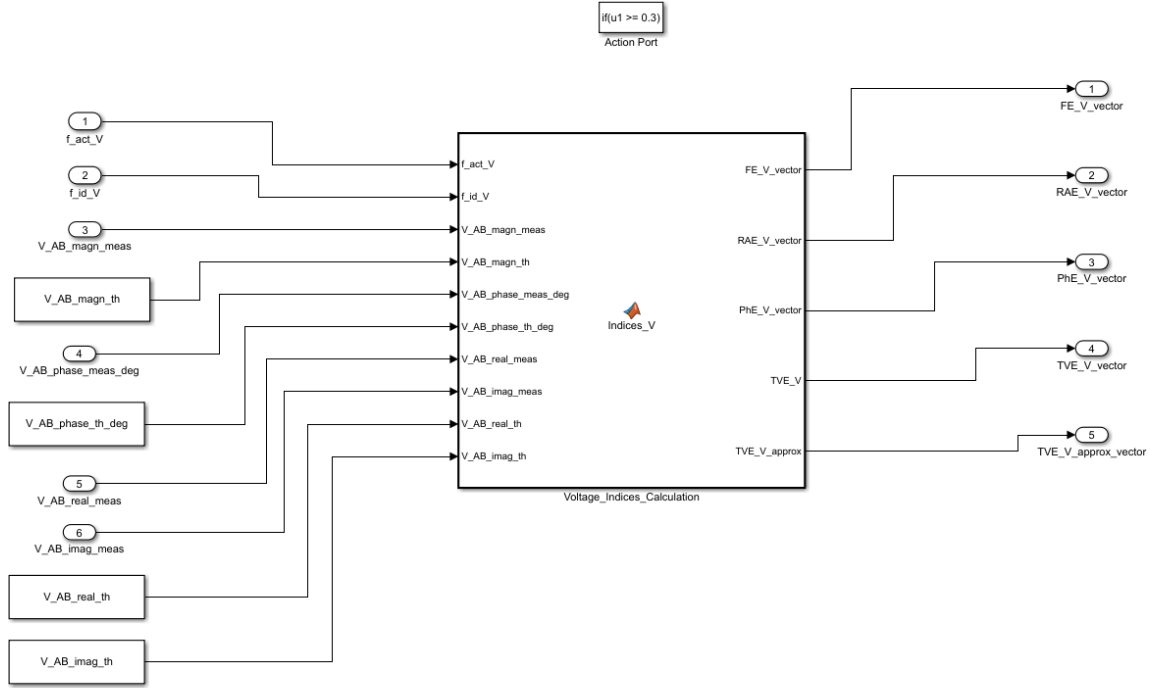 if(u1 >= 0.3)
Action Port
1
f_act_V
2
f_id_V
3
V_AB_magn_meas
V_AB_magn_th
4
V_AB_phase_meas_deg
V_AB_phase_th_deg
5
V_AB_real_meas
6
V_AB_imag_meas
V_AB_real_th
V_AB_imag_th
f_act_V
f_id_V
V_AB_magn_meas
V_AB_magn_th
V_AB_phase_meas_deg
V_AB_phase_th_deg
V_AB_real_meas
V_AB_imag_meas
V_AB_real_th
V_AB_imag_th
Indices_V
FE_V_vector
RAE_V_vector
PhE_V_vector
TVE_V
TVE_V_approx
Voltage_Indices_Calculation
1
FE_V_vector
2
RAE_V_vector
3
PhE_V_vector
4
TVE_V_vector
5
TVE_V_approx_vector